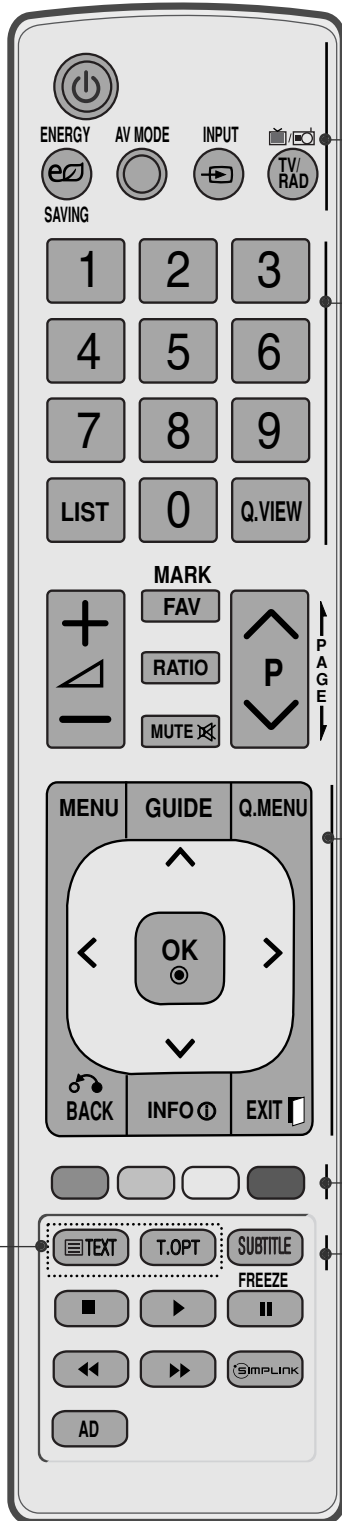 ENERGY AV MODE INPUT
TV/
RAD
SAVING
1 2 3
4 5 6
7 8 9
LIST 0 Q.VIEW
MARK
FAV
RATIO
P
PAGE
MUTE
MENU GUIDE Q.MENU
OK
BACK INFO EXIT
TEXT T.OPT SUBTITLE
FREEZE
SIMPLINK
AD